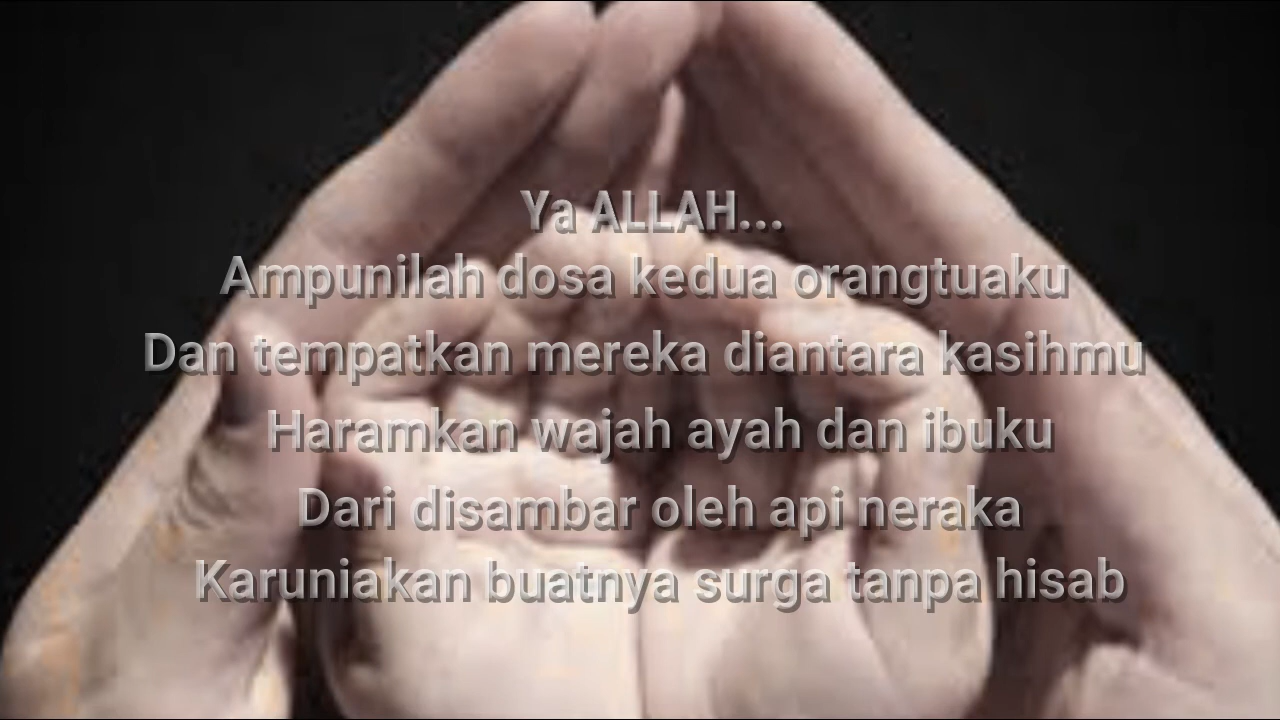 Ya ALLAH...
Ampunilah dosa kedua orangtuaku
Dan tempatkan mereka diantara kasihmu
Haramkan wajah ayah dan ibuku
Dari disambar oleh api neraka
Karuniakan buatnya surga tanpa hisab